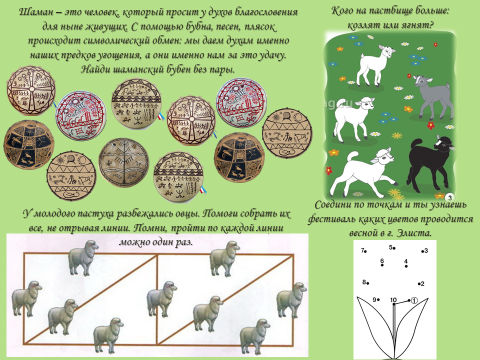 Шаман – это человек, который просит у духов благословения
для ныне живущих. С помощью бубна, песен, плясок
происходит символический обмен: мы даем духам именно
наших предков угощения, а они именно нам за это удачу.
Найди шаманский бубен без пары.
Кого на пастбище больше:
козлят или ягнят?
3
У молодого пастуха разбежались овцы. Помоги собрать их
все, не отрывая линии. Помни, пройти по каждой линии
можно один раз.
Соедини по точкам и ты узнаешь
фестиваль каких цветов проводится
весной в г. Элиста.
7 5 3
6 4
8 2
9 10 1